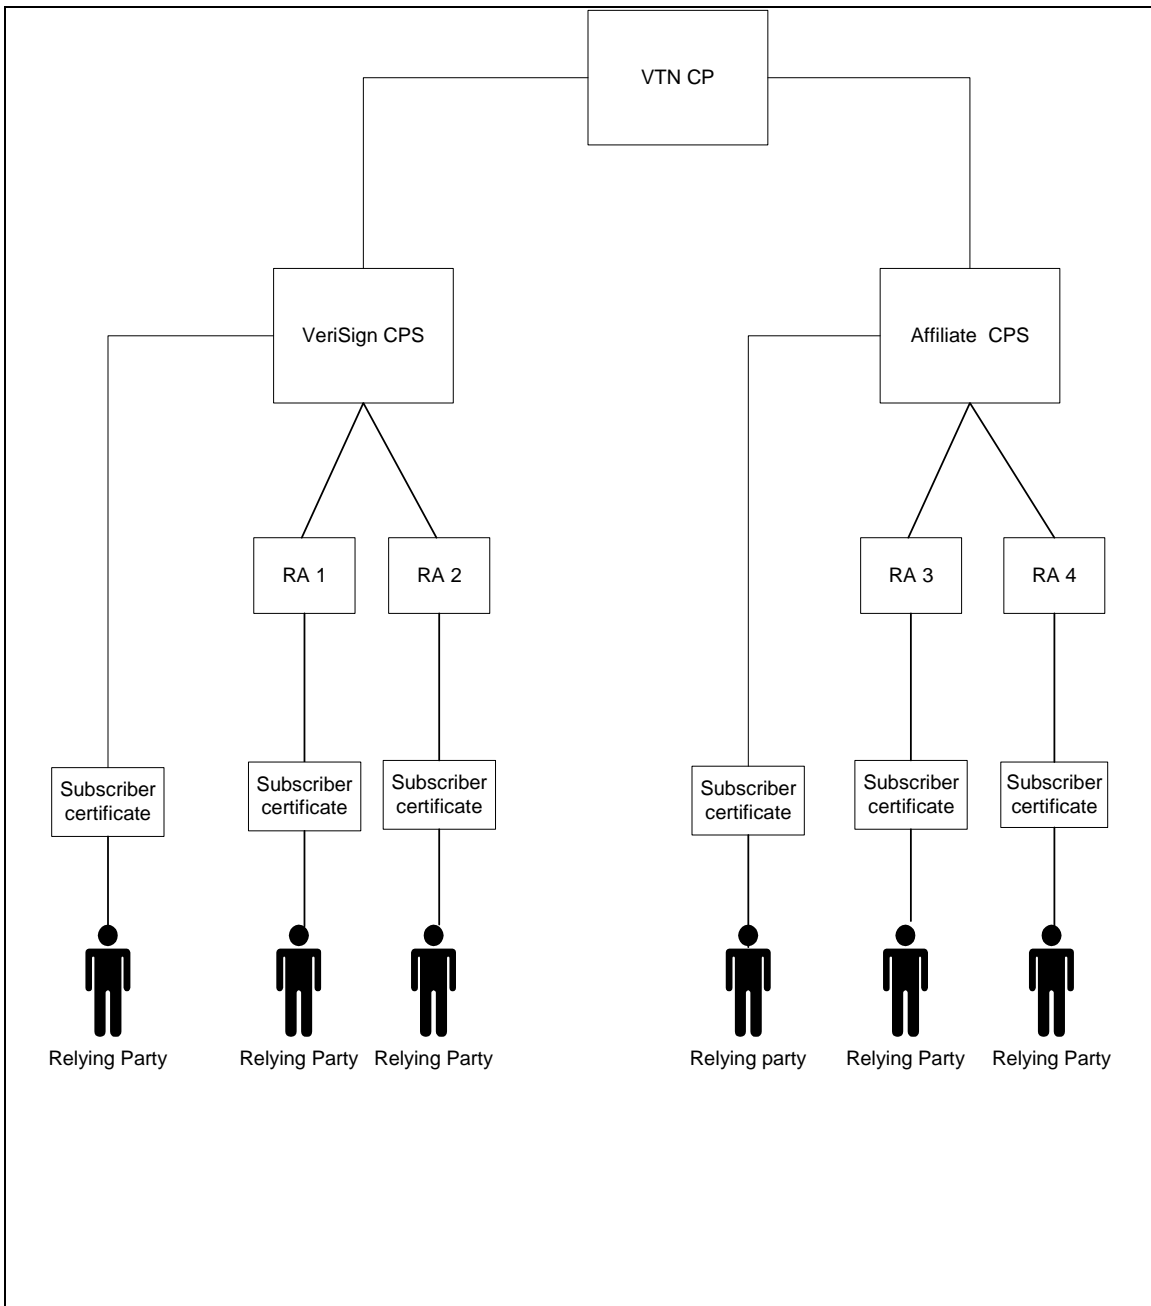 VTN CP
VeriSign CPS
Affiliate  CPS
RA 1
RA 2
RA 3
RA 4
Subscriber
certificate
Subscriber
certificate
Subscriber
certificate
Subscriber
certificate
Subscriber
certificate
Subscriber
certificate
Relying Party
Relying Party
Relying Party
Relying party
Relying Party
Relying Party